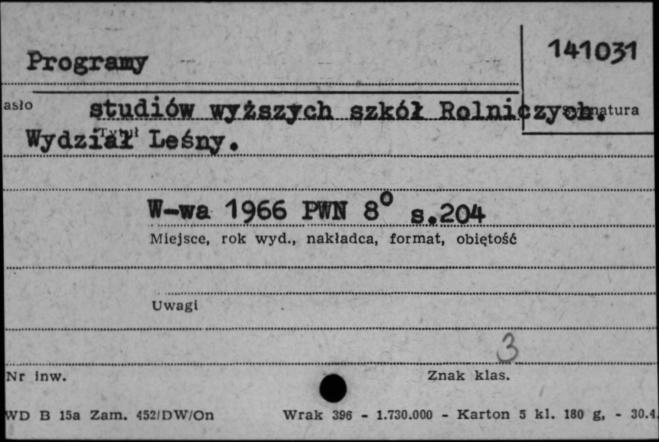 Programy
141031
asło
studiów wyższych szkół Rolniczych.
Tytuł
Wydział Leśny.
W-wa 1966 PWN 8° s.204
Miejsce, rok wyd., nakładca, format, objętość
Uwagi
3
Nr inw.
Znak klas.
WD B 15a Zam. 452/DW/On Wrak 396 - 1.730.000 - Karton 5 kl. 180 g, - 30.4.